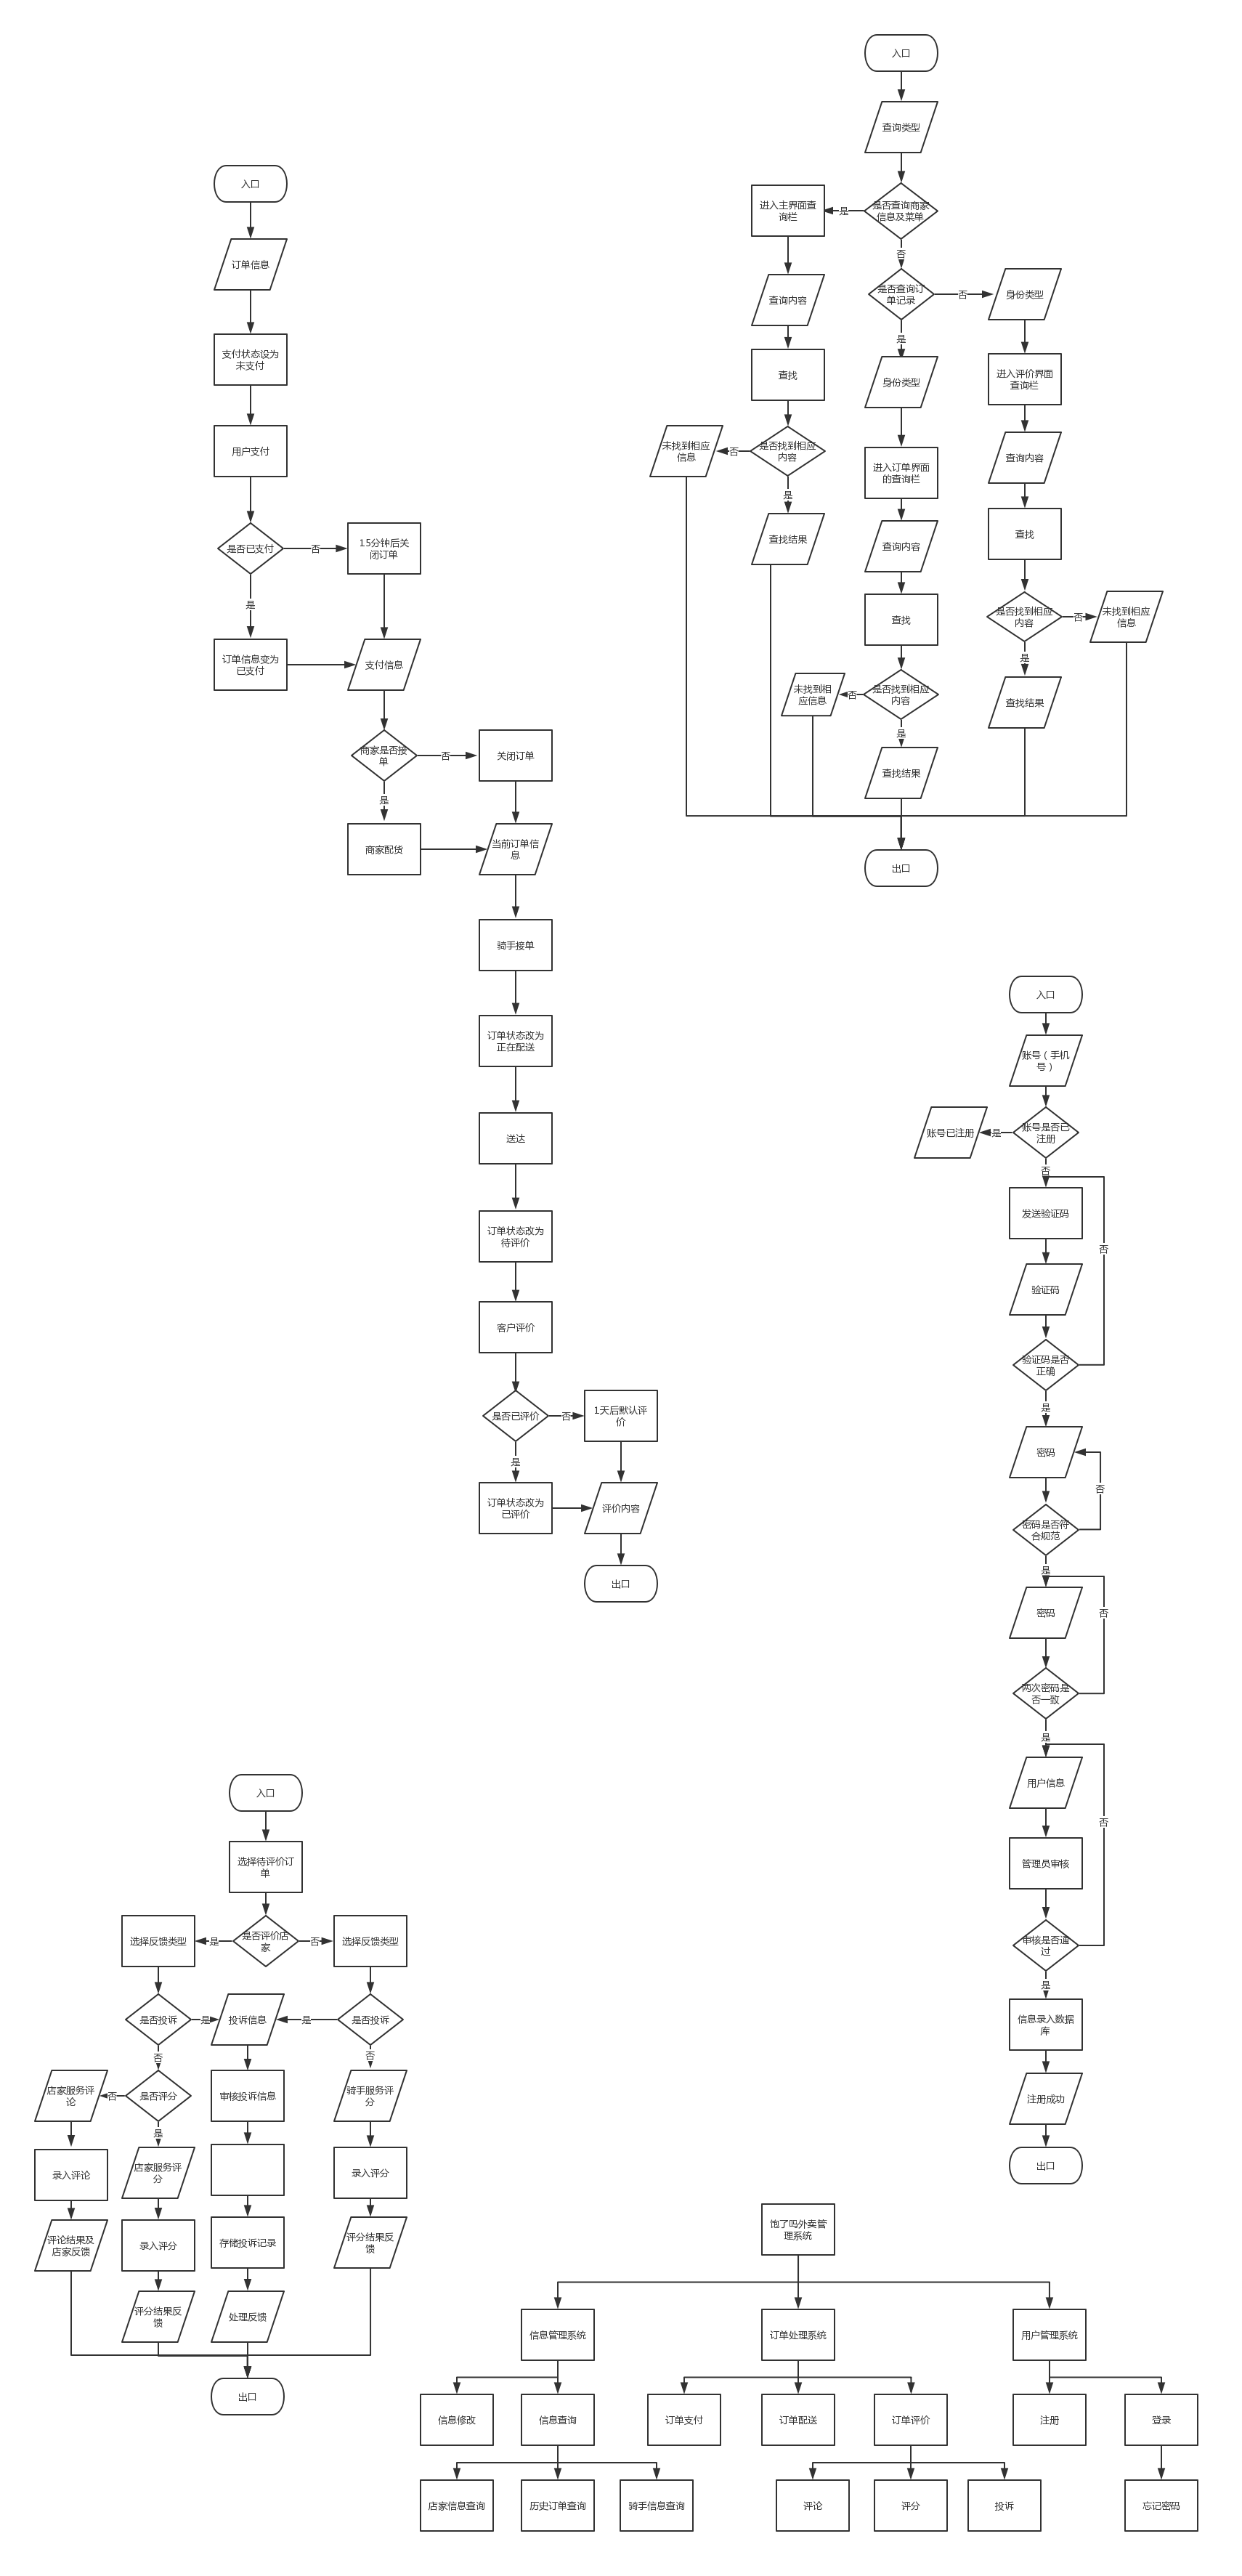 入口
订单信息
支付状态设为
未支付
用户支付
是否已支付
否
15分钟后关
闭订单
是
订单信息变为
已支付
支付信息
商家是否接
单
否
关闭订单
是
商家配货
当前订单信
息
骑手接单
订单状态改为
正在配送
送达
订单状态改为
待评价
客户评价
是否已评价
否
1天后默认评
价
是
订单状态改为
已评价
评价内容
出口
入口
查询类型
是否查询商家
信息及菜单
是
进入主界面查
询栏
查询内容
查找
是否找到相应
内容
否
未找到相应
信息
是
查找结果
否
是否查询订
单记录
是
身份类型
进入订单界面
的查询栏
查询内容
查找
是否找到相应
内容
否
未找到相
应信息
是
查找结果
否
身份类型
进入评价界面
查询栏
查询内容
查找
是否找到相应
内容
否
未找到相应
信息
是
查找结果
出口
入口
账号（手机
号）
账号是否已
注册
是
账号已注册
否
发送验证码
否
验证码
验证码是否
正确
是
密码
否
密码是否符
合规范
是
密码
否
两次密码是
否一致
是
用户信息
否
管理员审核
审核是否通
过
是
信息录入数据
库
注册成功
出口
入口
选择待评价订
单
是否评价店
家
是
选择反馈类型
否
选择反馈类型
是否投诉
是
投诉信息
是
是否投诉
否
否
店家服务评
论
否
是否评分
审核投诉信息
骑手服务评
分
是
录入评论
店家服务评
分
录入评分
评论结果及
店家反馈
录入评分
存储投诉记录
评分结果反
馈
评分结果反
馈
处理反馈
出口
饱了吗外卖管
理系统
信息管理系统
订单处理系统
用户管理系统
信息修改
信息查询
订单支付
订单配送
订单评价
注册
登录
店家信息查询
历史订单查询
骑手信息查询
评论
评分
投诉
忘记密码